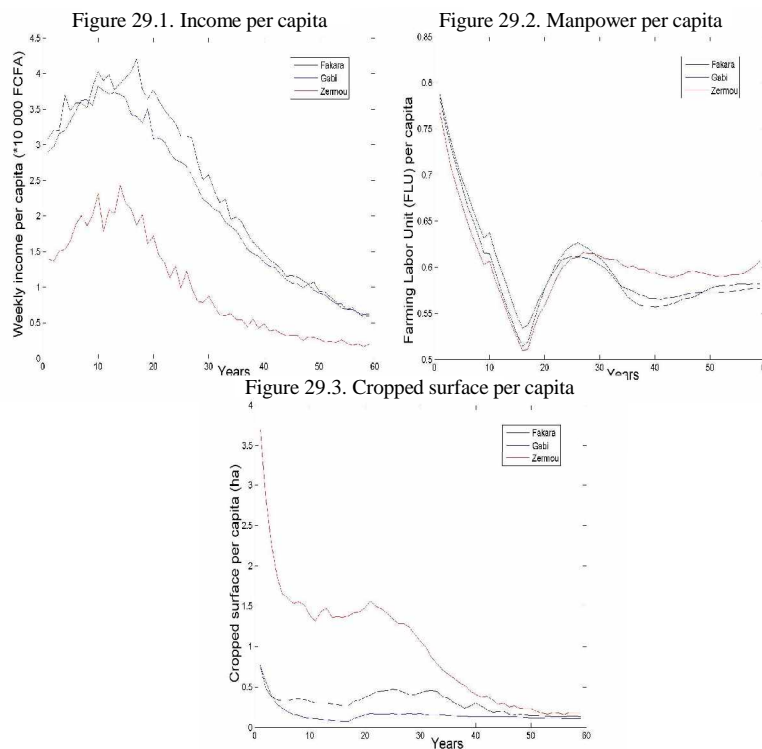 Figure 29.1. Income per capita
4.5
4
3.5
3
2.5
2
1.5
1
0.5
0
0
10
20
30
40
50
60
Years
Weekly income per capita (*10 000 FCFA)
Fakara
Gabi
Zermou
Figure 29.2. Manpower per capita
0.85
0.8
0.75
0.7
0.65
0.6
0.55
0.5
0
10
20
30
40
50
Years
Farming Labor Unit (FLU) per capita
Fakara
Gabi
Zermou
Figure 29.3. Cropped surface per capita
4
3.5
3
2.5
2
1.5
1
0.5
0
0
10
20
30
40
50
60
Years
Cropped surface per capita (ha)
Fakara
Gabi
Zermou